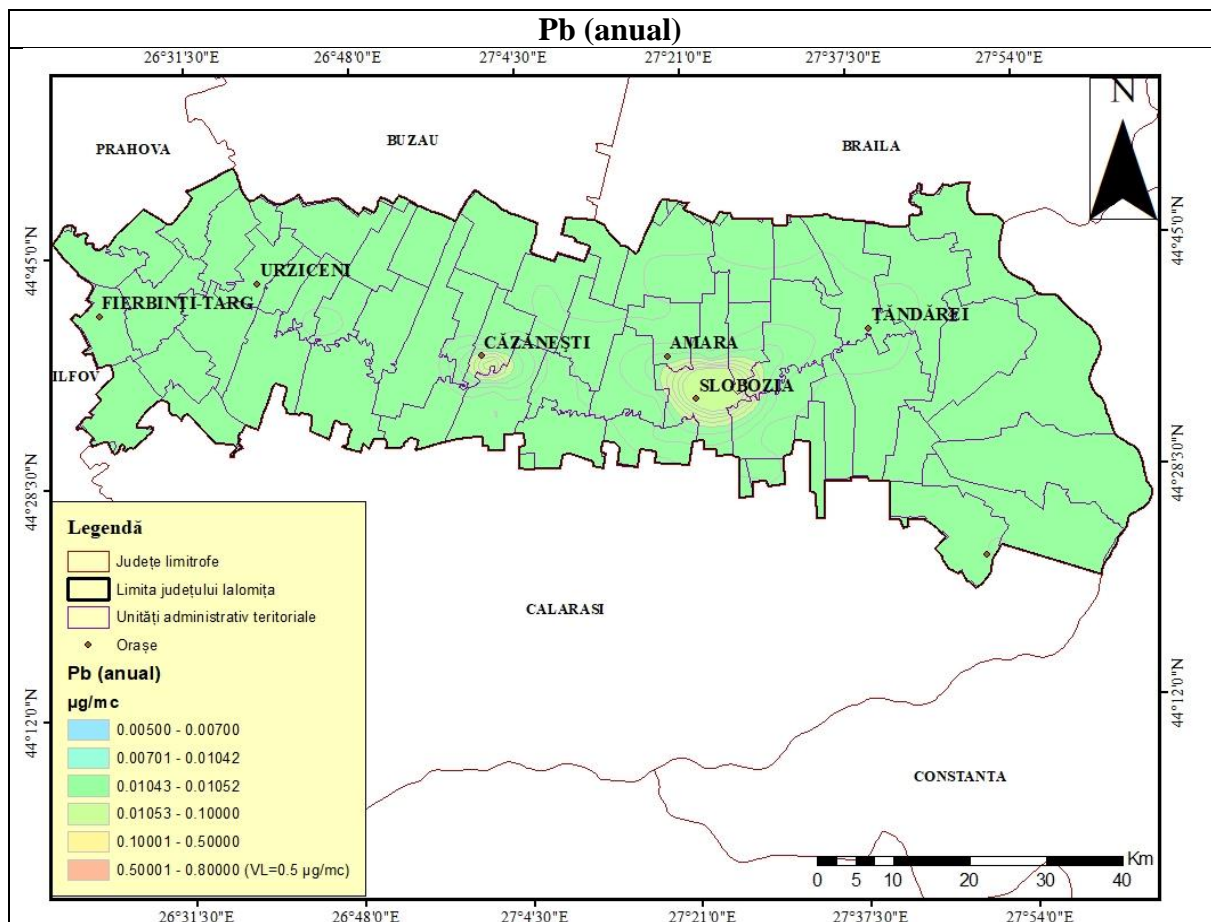 Pb (anual)
26°31'30"E 26°48'0"E 27°4'30"E 27°21'0"E 27°37'30"E 27°54'0"E
N
PRAHOVA
BUZAU
BRAILA
44°45'0"N
44°45'0"N
URZICENI
FIERBINȚI-TARG
ȚĂNDĂREI
CĂZĂNEȘTI
AMARA
ILFOV
SLOBOZIA
44°28'30"N
44°28'30"N
Legendă
Județe limitrofe
Limita județului Ialomița
Unități administrativ teritoriale
Orașe
Pb (anual)
µg/mc
0.00500 - 0.00700
0.00701 - 0.01042
0.01043 - 0.01052
0.01053 - 0.10000
0.10001 - 0.50000
0.50001 - 0.80000 (VL=0.5 µg/mc)
CALARASI
44°12'0"N
44°12'0"N
CONSTANTA
Km
0 5 10 20 30 40
26°31'30"E 26°48'0"E 27°4'30"E 27°21'0"E 27°37'30"E 27°54'0"E